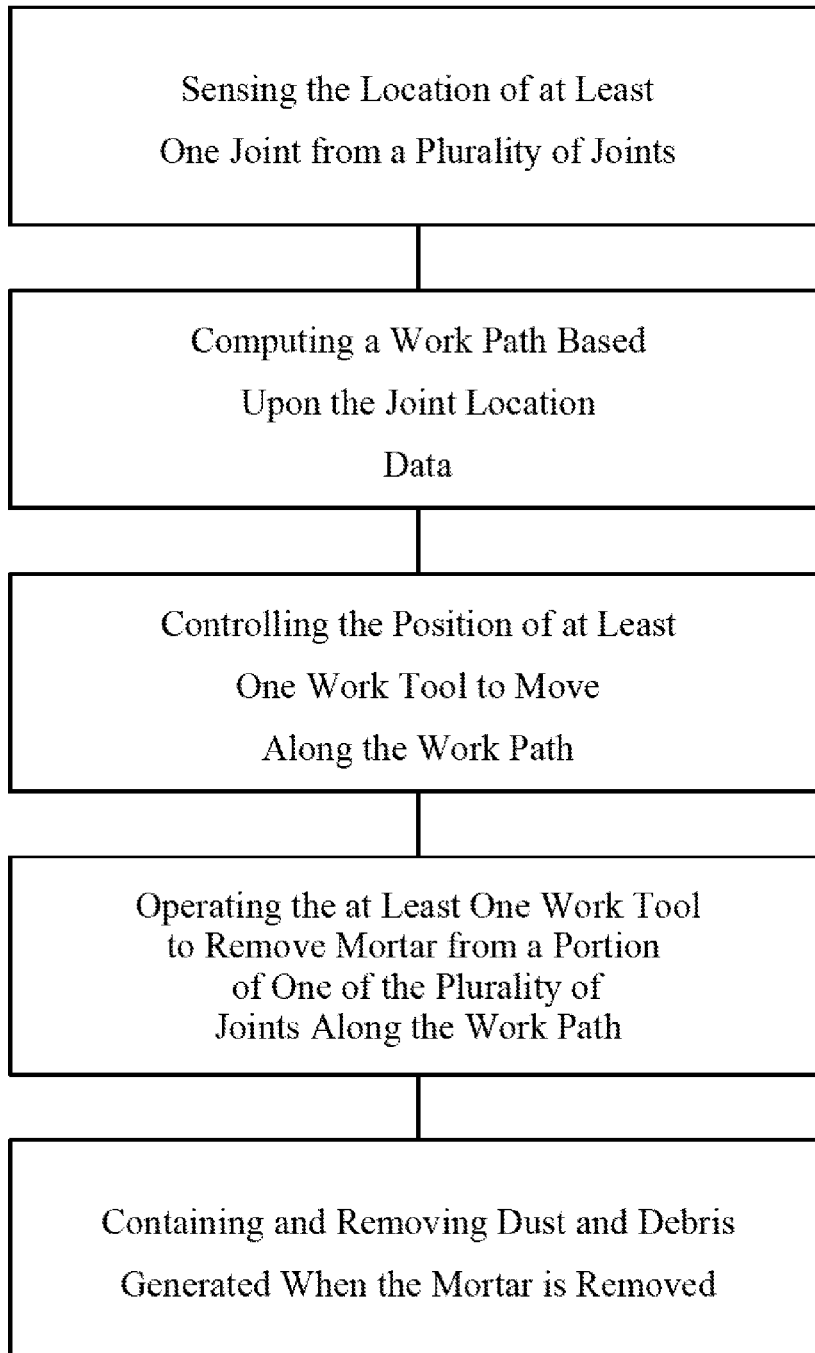 Sensing the Location of at Least
One Joint from a Plurality of Joints
Computing a Work Path Based
Upon the Joint Location
Data
Controlling the Position of at Least
One Work Tool to Move
Along the Work Path
Operating the at Least One Work Tool
to Remove Mortar from a Portion
of One of the Plurality of
Joints Along the Work Path
Containing and Removing Dust and Debris
Generated When the Mortar is Removed